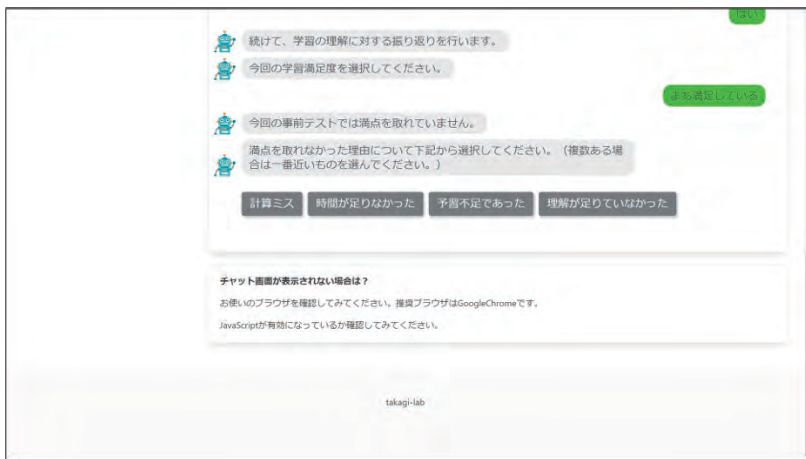 はい
続けて、学習の理解に対する振り返りを行います。
今回の学習満足度を選択してください。
まあ満足している
今回の事前テストでは満点を取れていません。
満点を取れなかった理由について下記から選択してください。（複数ある場
合は一番近いものを選んでください。）
計算ミス 時間が足りなかった 予習不足であった 理解が足りていなかった
チャット画面が表示されない場合は？
お使いのブラウザを確認してみてください。推奨ブラウザはGoogleChromeです。
JavaScriptが有効になっているか確認してみてください。
takagi-lab